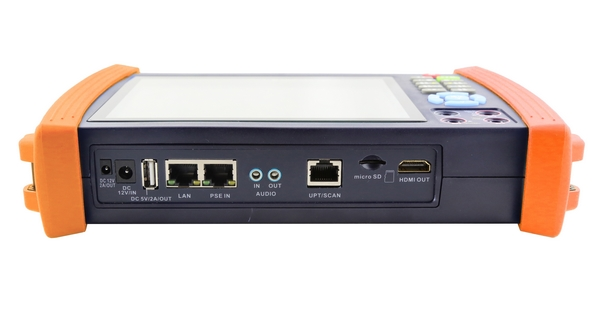 DC 12V
2A/OUT
DC
12V/IN
DC 5V/2A/OUT
LAN
PSE IN
IN
OUT
AUDIO
UPT/SCAN
micro SD
HDMI OUT